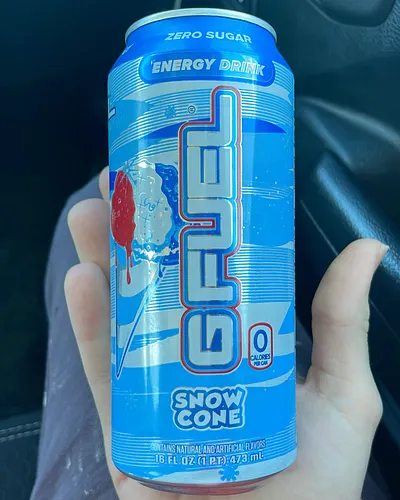 ZERO SUGAR
ENERGY DRINK
GFUEL
®
0
CALORIES
PER CAN
SNOW
CONE
CONTAINS NATURAL AND ARTIFICIAL FLAVORS
16 FL OZ (1 PT) 473 mL